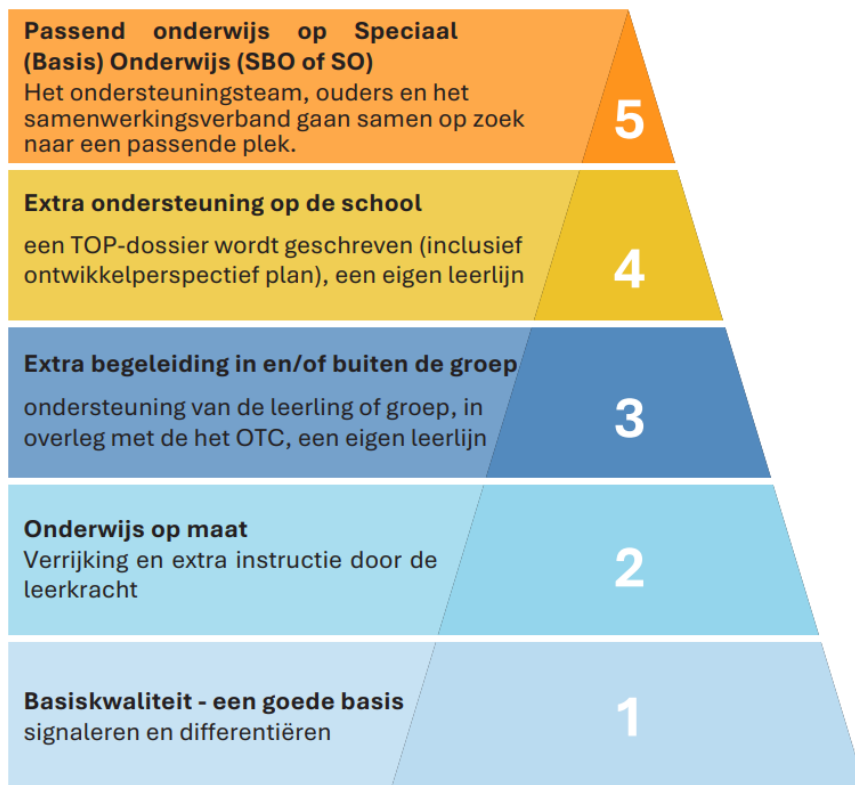 Passend onderwijs op Speciaal
(Basis) Onderwijs (SBO of SO)
Het ondersteuningsteam, ouders en het
samenwerkingsverband gaan samen op zoek
naar een passende plek.
5
Extra ondersteuning op de school
een TOP-dossier wordt geschreven (inclusief
ontwikkelperspectief plan), een eigen leerlijn
4
Extra begeleiding in en/of buiten de groep
ondersteuning van de leerling of groep, in
overleg met de het OTC, een eigen leerlijn
3
Onderwijs op maat
Verrijking en extra instructie door de
leerkracht
2
Basiskwaliteit - een goede basis
signaleren en differentiëren
1